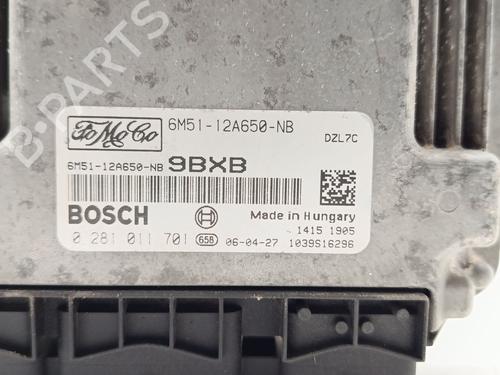 FoMoCo 6M51-12A650-NB
DZL7C
6M51-12A650-NB 9BXB
BOSCH
Made in Hungary
1415 1905
0 281 011 701 65B 06-04-27 1039S16296
B-PARTS